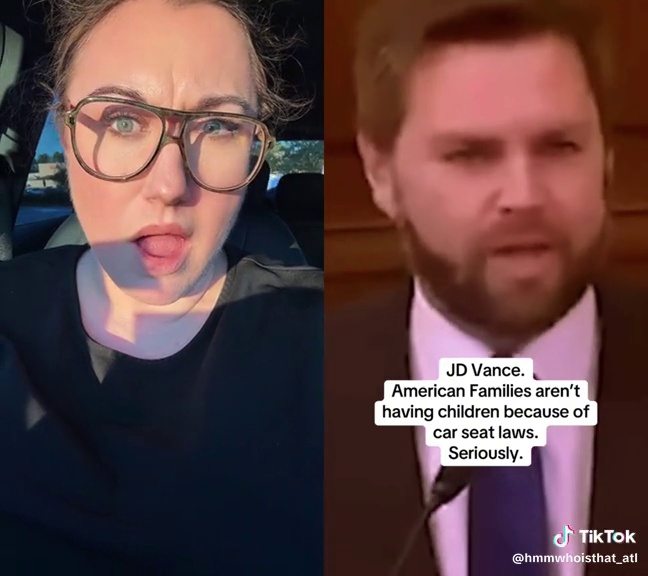 JD Vance.
American Families aren't
having children because of
car seat laws.
Seriously.
TikTok
@hmmwhoisthat_atl